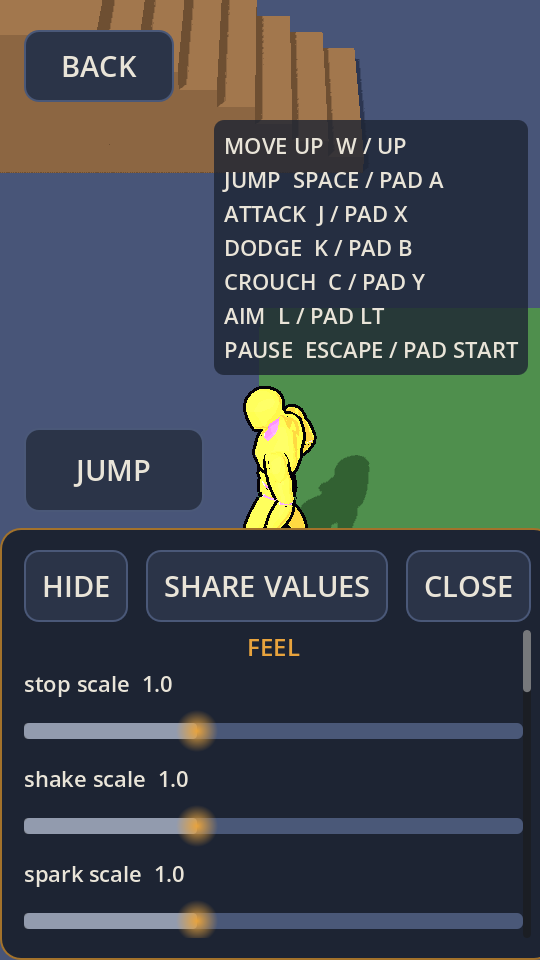 BACK
MOVE UP  W / UP
JUMP  SPACE / PAD A
ATTACK  J / PAD X
DODGE  K / PAD B
CROUCH  C / PAD Y
AIM  L / PAD LT
PAUSE  ESCAPE / PAD START
JUMP
HIDE
SHARE VALUES
CLOSE
FEEL
stop scale  1.0
shake scale  1.0
spark scale  1.0